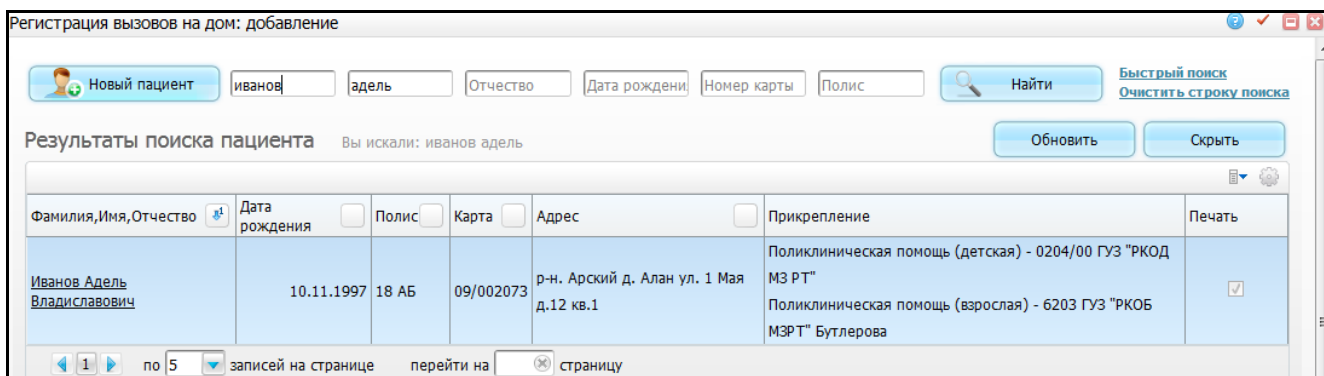 Регистрация вызовов на дом: добавление
Новый пациент иванов адель Отчество Дата рождени Номер карты Полис Найти Быстрый поиск
Очистить строку поиска
Результаты поиска пациента Вы искали: иванов адель Обновить Скрыть
Фамилия,Имя,Отчество Дата рождения Полис Карта Адрес Прикрепление Печать
Иванов Адель Владиславович 10.11.1997 18 АБ 09/002073 р-н. Арский д. Алан ул. 1 Мая д.12 кв.1 Поликлиническая помощь (детская) - 0204/00 ГУЗ "РКОД МЗ РТ"
Поликлиническая помощь (взрослая) - 6203 ГУЗ "РКОБ МЗРТ" Бутлерова
1 по 5 записей на странице перейти на страницу